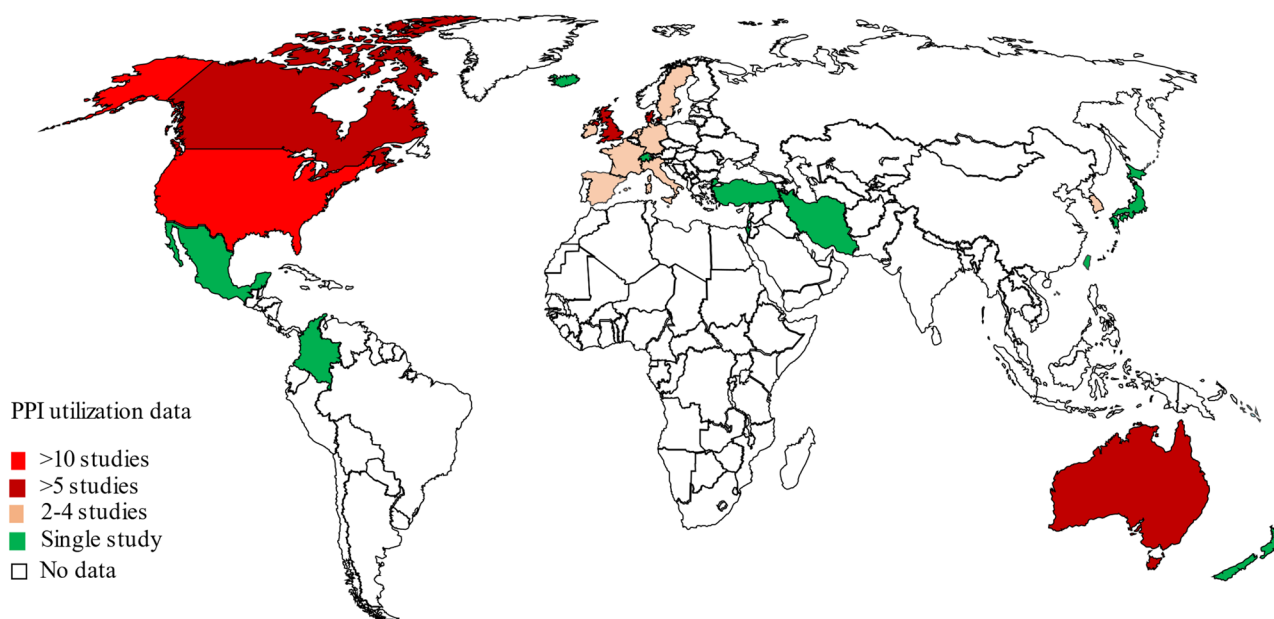 PPI utilization data
>10 studies
>5 studies
2-4 studies
Single study
No data